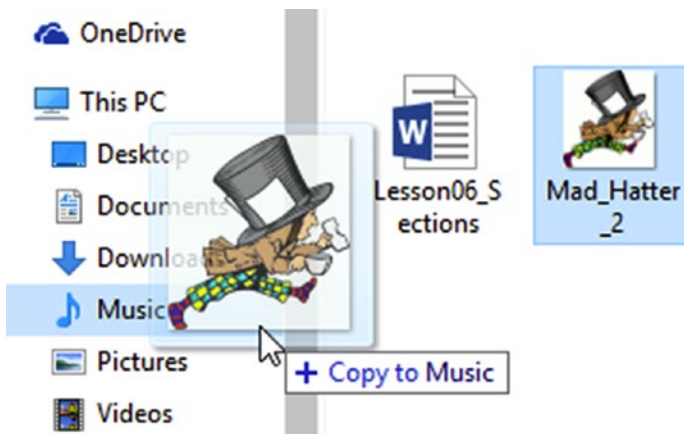 OneDrive
This PC
Desktop
Documents
Downloads
Music
Pictures
Videos
W
Lesson06_S
ections
Mad_Hatter
_2
+ Copy to Music